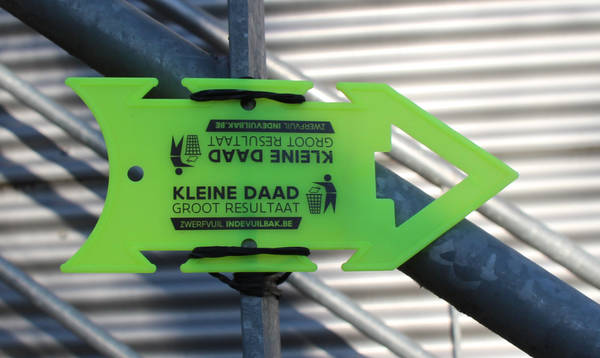 ZWERFVUIL INDEVUILBAK.BE
GROOT RESULTAAT
KLEINE DAAD
KLEINE DAAD
GROOT RESULTAAT
ZWERFVUIL INDEVUILBAK.BE